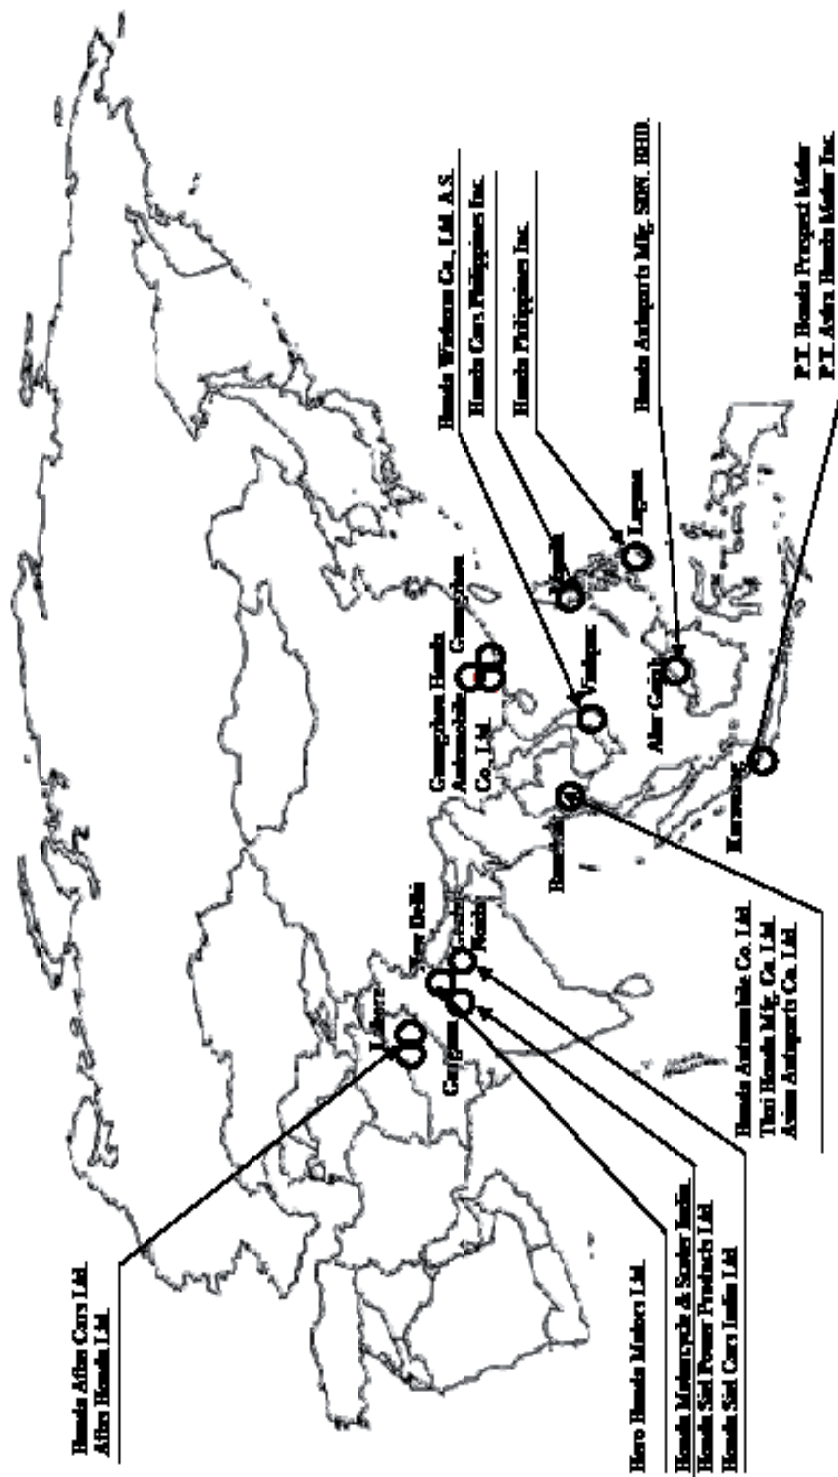 Honda Atlas Cars Ltd
Atlas Honda Ltd.
Hero Honda Motors Ltd
Honda Motorcycle & Scooter India
Honda Siel Power Products Ltd
Honda Siel Cars India Ltd
Lahore
New Delhi
Noida
Guangzhou Honda
Automobile
Co., Ltd.
Guangzhou
Honda Automobile Co. Ltd
Thai Honda Mfg. Co. Ltd
Asian Autoparts Co. Ltd
Karawang
Alor Gajah
Laguna
Honda Vietnam Co., Ltd. A.S.
Honda Cars Philippines Inc.
Honda Philippines Inc.
Honda Autoparts Mfg. SDN. BHD.
P.T. Honda Prospect Motor
P.T. Astra Honda Motor Inc.